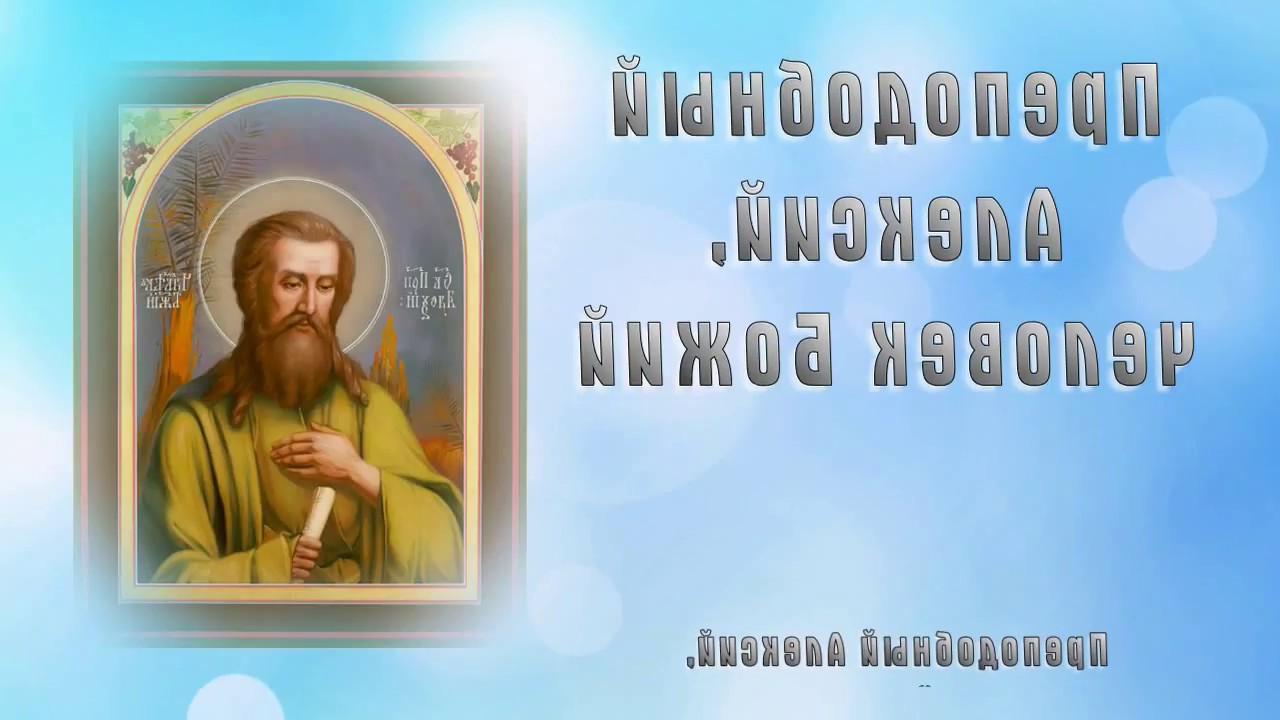 Преподобный
Алексий,
человек Божий
Преподобный Алексий,